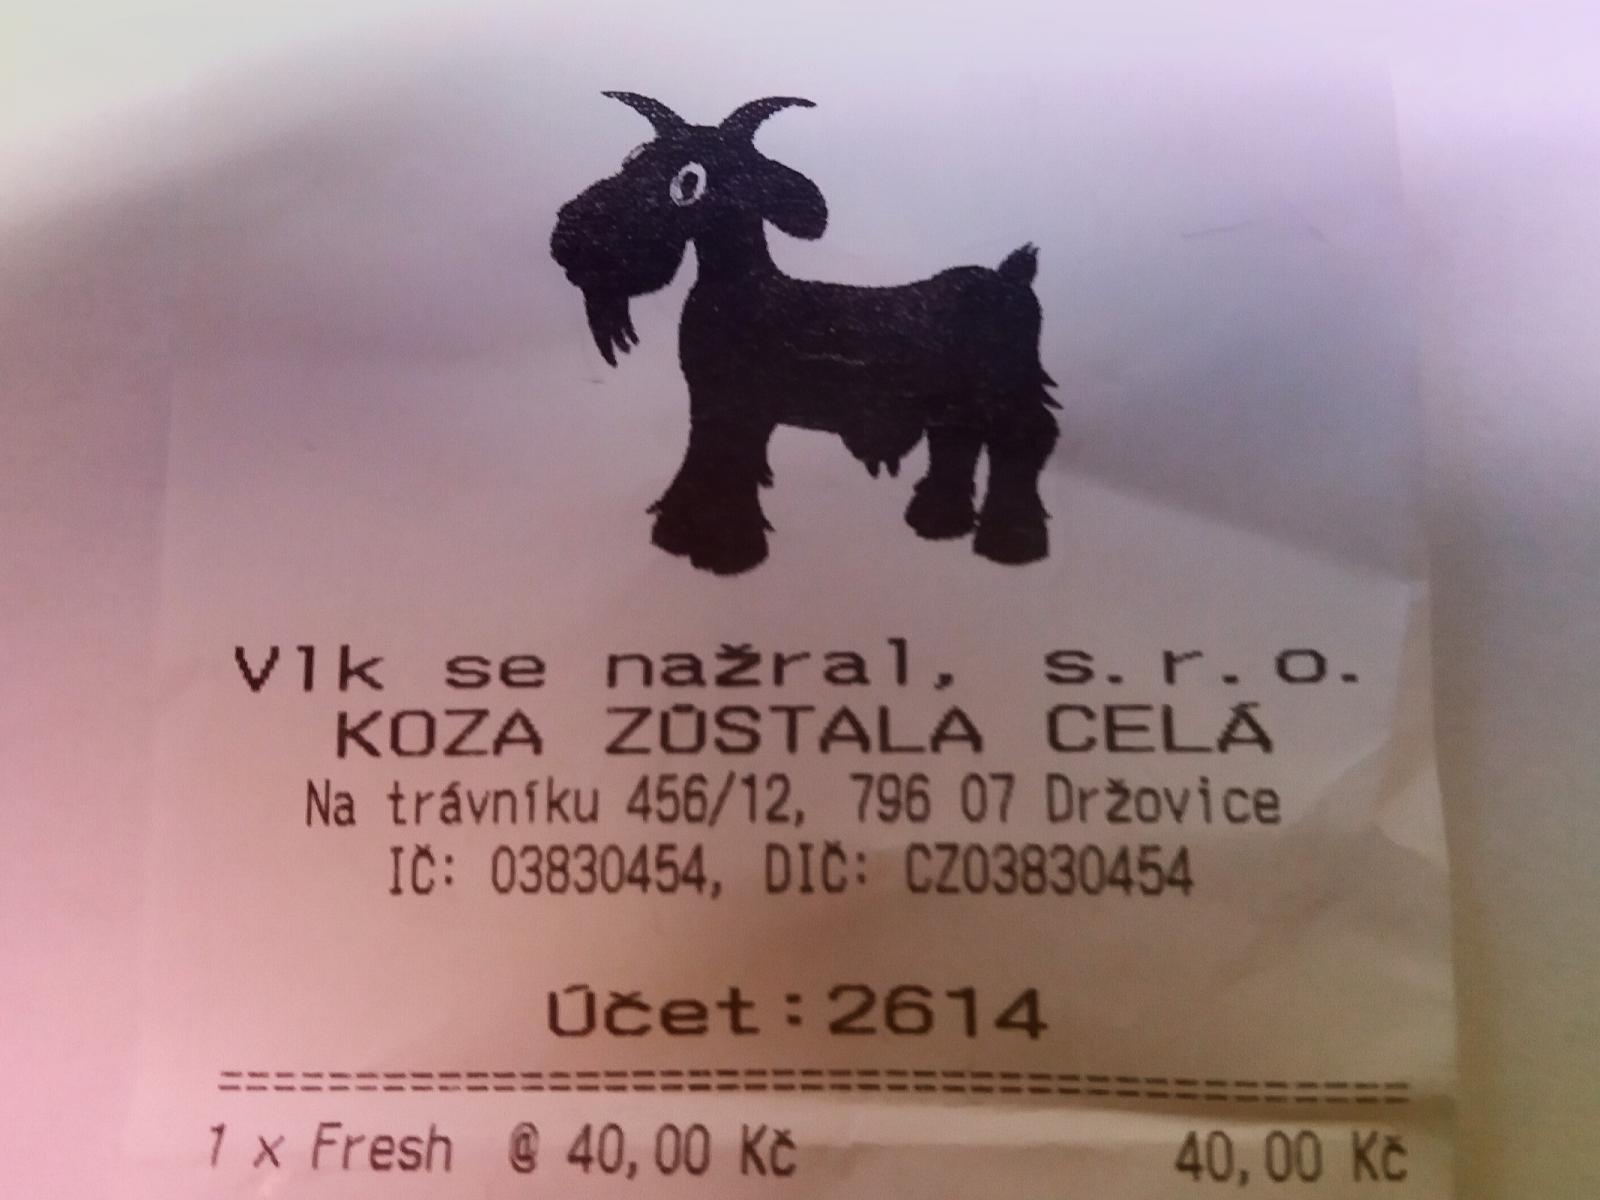 Vlk se nažral, s.r.o.
KOZA ZŮSTALA CELÁ
Na trávníku 456/12, 796 07 Držovice
IČ: 03830454, DIČ: CZ03830454
Účet:2614
============================================
1 x Fresh @ 40,00 Kč 40,00 Kč